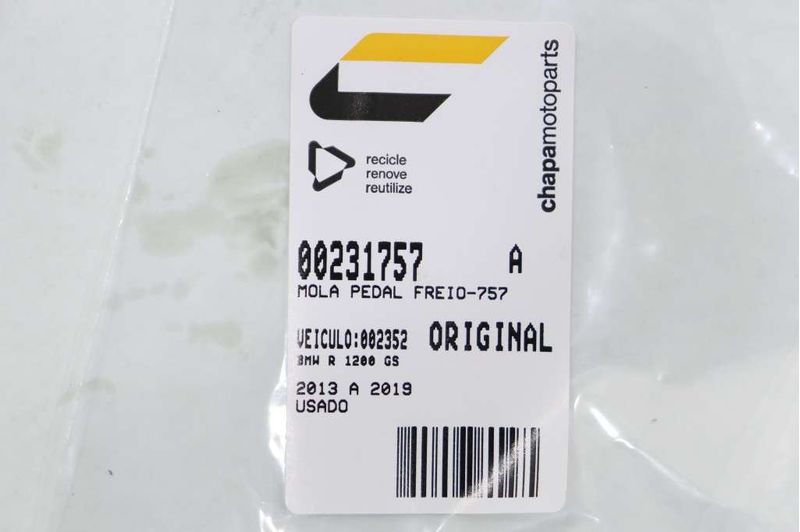 chapamotoparts
recicle
renove
reutilize
00231757 A
MOLA PEDAL FREIO-757
VEICULO:002352 ORIGINAL
BMW R 1200 GS
2013 A 2019
USADO